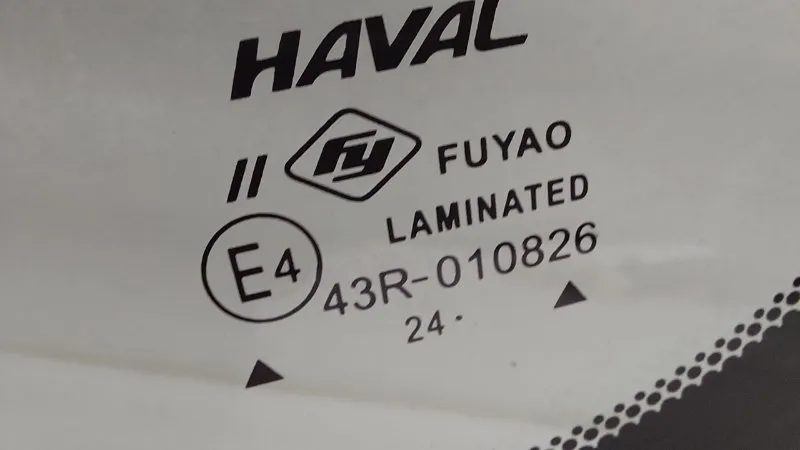 HAVAL
II fy FUYAO
LAMINATED
E4 43R-010826
24·